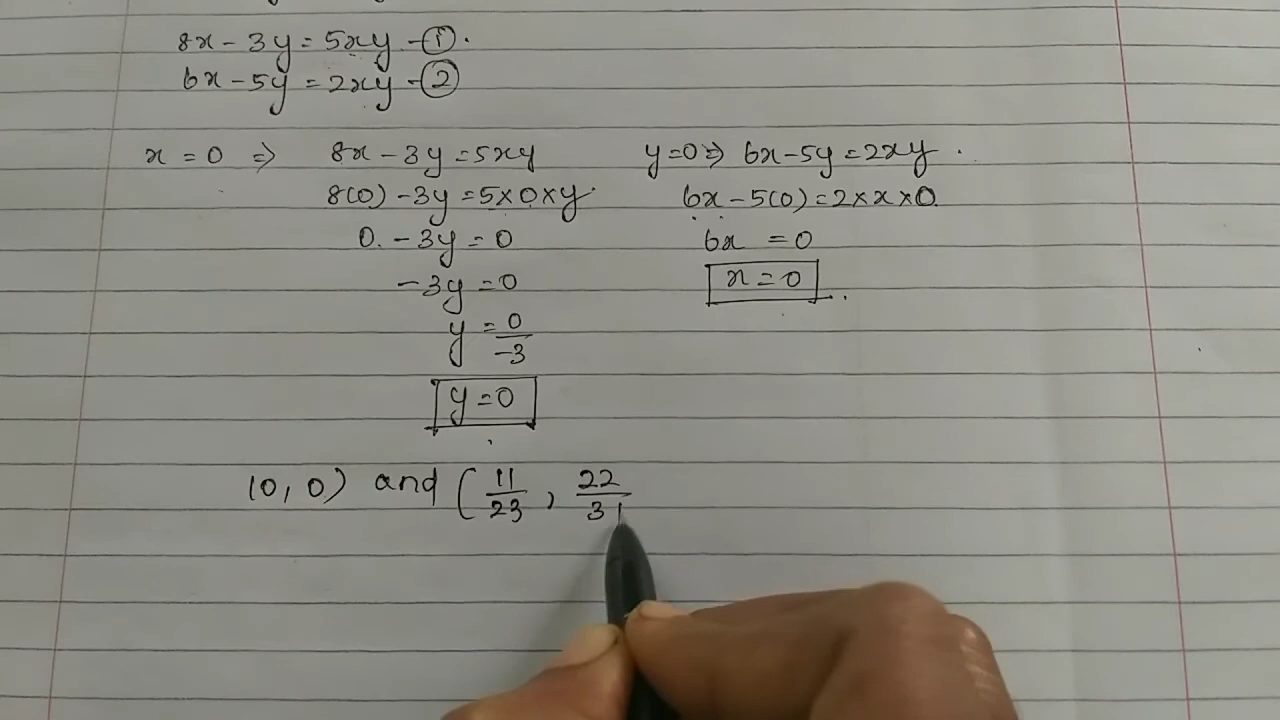 8x - 3y = 5xy - ①.
6x - 5y = 2xy - ②
x = 0 ⇒ 8x - 3y = 5xy
8(0) - 3y = 5×0×y.
0. - 3y = 0
-3y = 0
y = 0/-3
y = 0
y=0 ⇒ 6x - 5y = 2xy.
6x - 5(0) = 2×x×0.
6x = 0
x = 0
(0, 0) and (11/23, 22/31